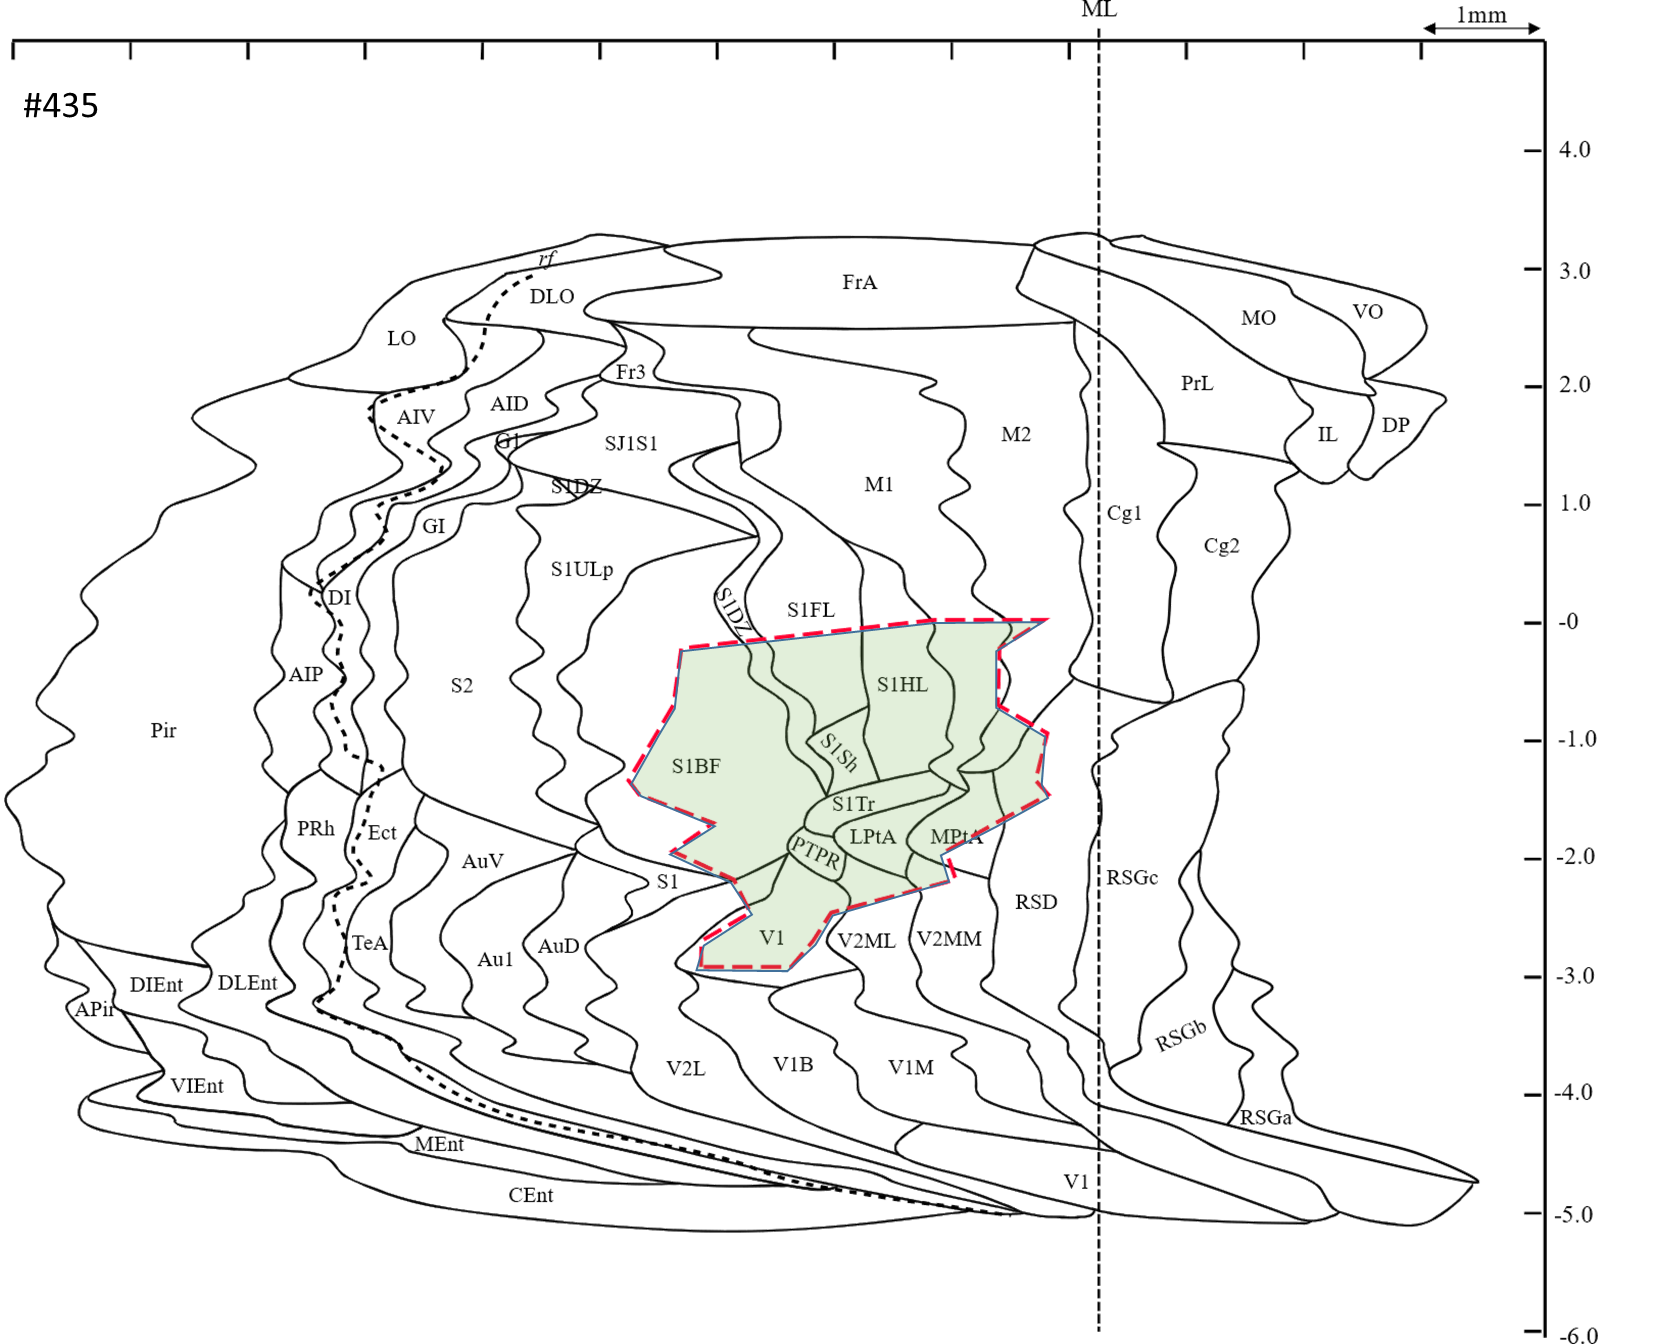 ML
1mm
#435
4.0
rf
3.0
FrA
DLO
VO
MO
LO
Fr3
PrL
2.0
AID
AIV
DP
IL
M2
G1
SJ1S1
S1DZ
M1
1.0
Cg1
GI
Cg2
S1ULp
DI
S1DZ
S1FL
-0
AIP
S2
S1HL
Pir
-1.0
S1Sh
S1BF
S1Tr
PRh
Ect
LPtA
MPtA
PTPR
-2.0
AuV
S1
RSGc
RSD
TeA
AuD
V1
V2ML
V2MM
Au1
-3.0
DIEnt
DLEnt
APir
RSGb
V2L
V1B
V1M
VIEnt
-4.0
RSGa
MEnt
V1
CEnt
-5.0
-6.0